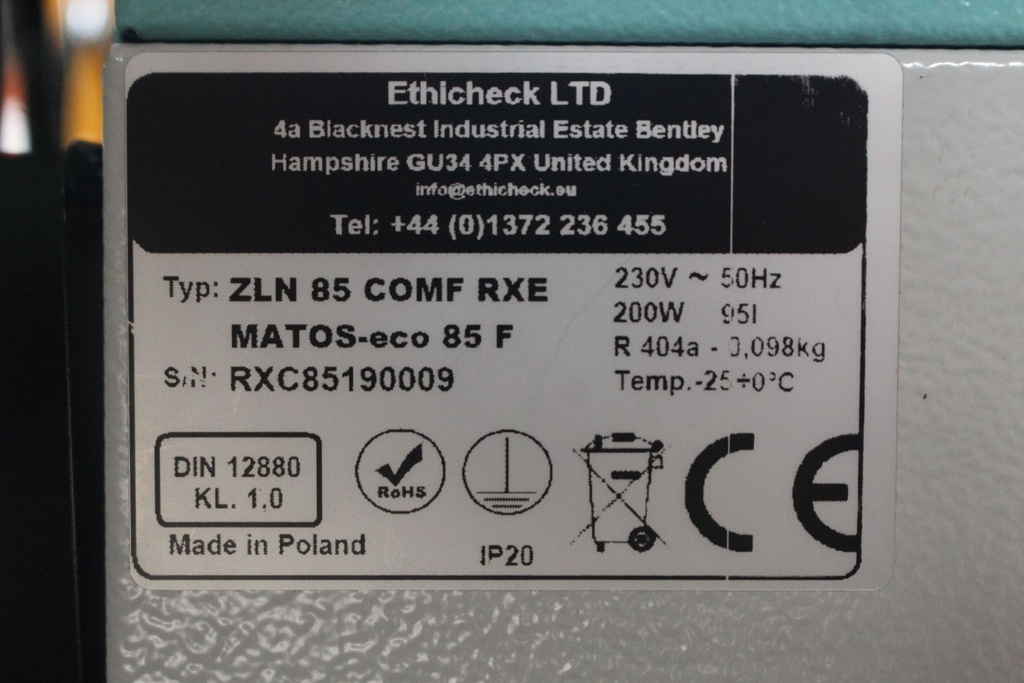 Ethicheck LTD
4a Blacknest Industrial Estate Bentley
Hampshire GU34 4PX United Kingdom
info@ethicheck.eu
Tel: +44 (0)1372 236 455
Typ: ZLN 85 COMF RXE
MATOS-eco 85 F
S/N: RXC85190009
230V ~ 50Hz
200W 95l
R 404a - 0,098kg
Temp.-25÷0°C
DIN 12880
KL. 1,0
RoHS
CE
Made in Poland
IP20